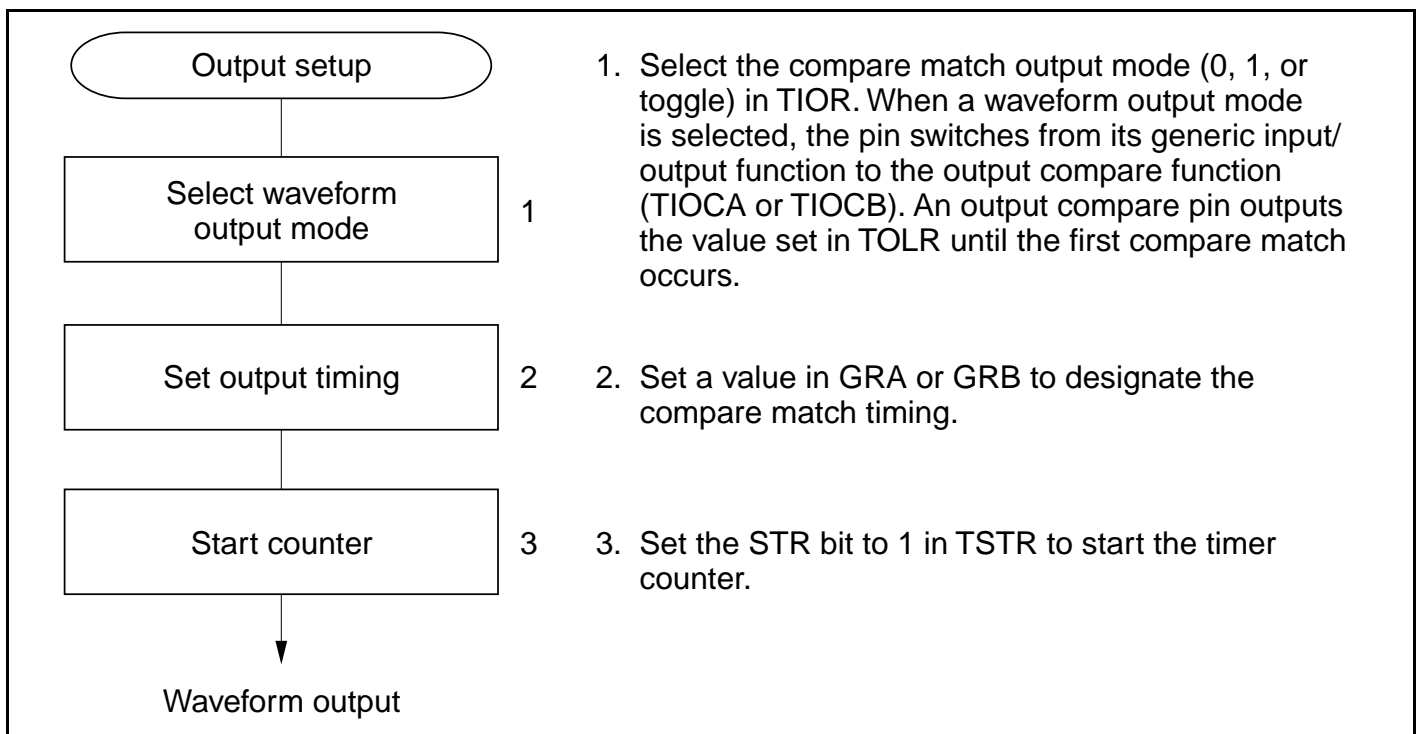 Output setup
Select waveform
output mode
1
Set output timing
2
Start counter
3
Waveform output
1. Select the compare match output mode (0, 1, or
toggle) in TIOR. When a waveform output mode
is selected, the pin switches from its generic input/
output function to the output compare function
(TIOCA or TIOCB). An output compare pin outputs
the value set in TOLR until the first compare match
occurs.
2. Set a value in GRA or GRB to designate the
compare match timing.
3. Set the STR bit to 1 in TSTR to start the timer
counter.